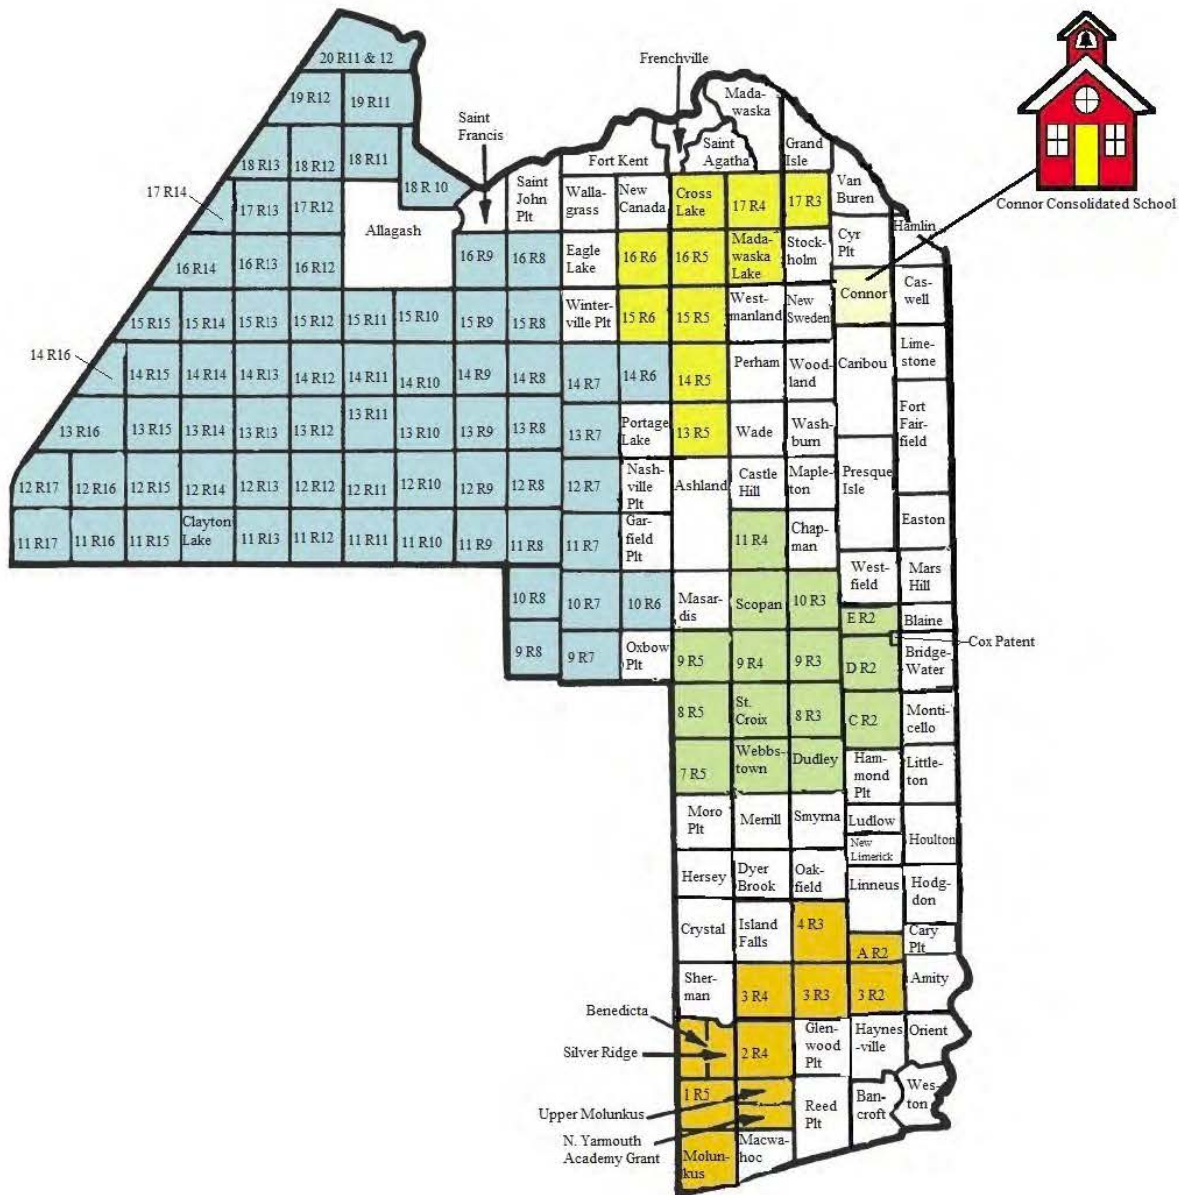 20 R11 & 12
Frenchville
19 R12
19 R11
Mada-
waska
Saint
Francis
18 R13
18 R12
18 R11
Fort Kent
Saint
Agatha
Grand
Isle
17 R14
18 R 10
Saint
John
Plt
Walla-
grass
New
Canada
Cross
Lake
17 R4
17 R3
Van
Buren
Connor Consolidated School
17 R13
17 R12
Allagash
Hamlin
16 R14
16 R13
16 R12
16 R9
16 R8
Eagle
Lake
16 R6
16 R5
Mada-
waska
Lake
Stock-
holm
Cyr
Plt
Connor
Cas-
well
15 R15
15 R14
15 R13
15 R12
15 R11
15 R10
15 R9
15 R8
Winter-
ville Plt
15 R6
15 R5
West-
manland
New
Sweden
14 R16
14 R15
14 R14
14 R13
14 R12
14 R11
14 R10
14 R9
14 R8
14 R7
14 R6
14 R5
Perham
Wood-
land
Caribou
Lime-
stone
13 R16
13 R15
13 R14
13 R13
13 R12
13 R11
13 R10
13 R9
13 R8
13 R7
Portage
Lake
13 R5
Wade
Wash-
burn
Fort
Fair-
field
12 R17
12 R16
12 R15
12 R14
12 R13
12 R12
12 R11
12 R10
12 R9
12 R8
12 R7
Nash-
ville
Plt
Ashland
Castle
Hill
Maple-
ton
Presque
Isle
11 R17
11 R16
11 R15
Clayton
Lake
11 R13
11 R12
11 R11
11 R10
11 R9
11 R8
11 R7
Gar-
field
Plt
11 R4
Chap-
man
Easton
10 R8
10 R7
10 R6
Masar-
dis
Scopan
10 R3
West-
field
Mars
Hill
E R2
Blaine
Cox Patent
9 R8
9 R7
Oxbow
Plt
9 R5
9 R4
9 R3
D R2
Bridge-
Water
8 R5
St.
Croix
8 R3
C R2
Monti-
cello
7 R5
Webbs-
town
Dudley
Ham-
mond
Plt
Little-
ton
Moro
Plt
Merrill
Smyrna
Ludlow
New
Limerick
Houlton
Hersey
Dyer
Brook
Oak-
field
Linneus
Hodg-
don
Crystal
Island
Falls
4 R3
A R2
Cary
Plt
Sher-
man
3 R4
3 R3
3 R2
Amity
Benedicta
Silver Ridge
2 R4
Glen-
wood
Plt
Haynes
-ville
Orient
1 R5
Upper Molunkus
N. Yarmouth
Academy Grant
Reed
Plt
Ban-
croft
Wes-
ton
Molun-
kus
Macwa-
hoc